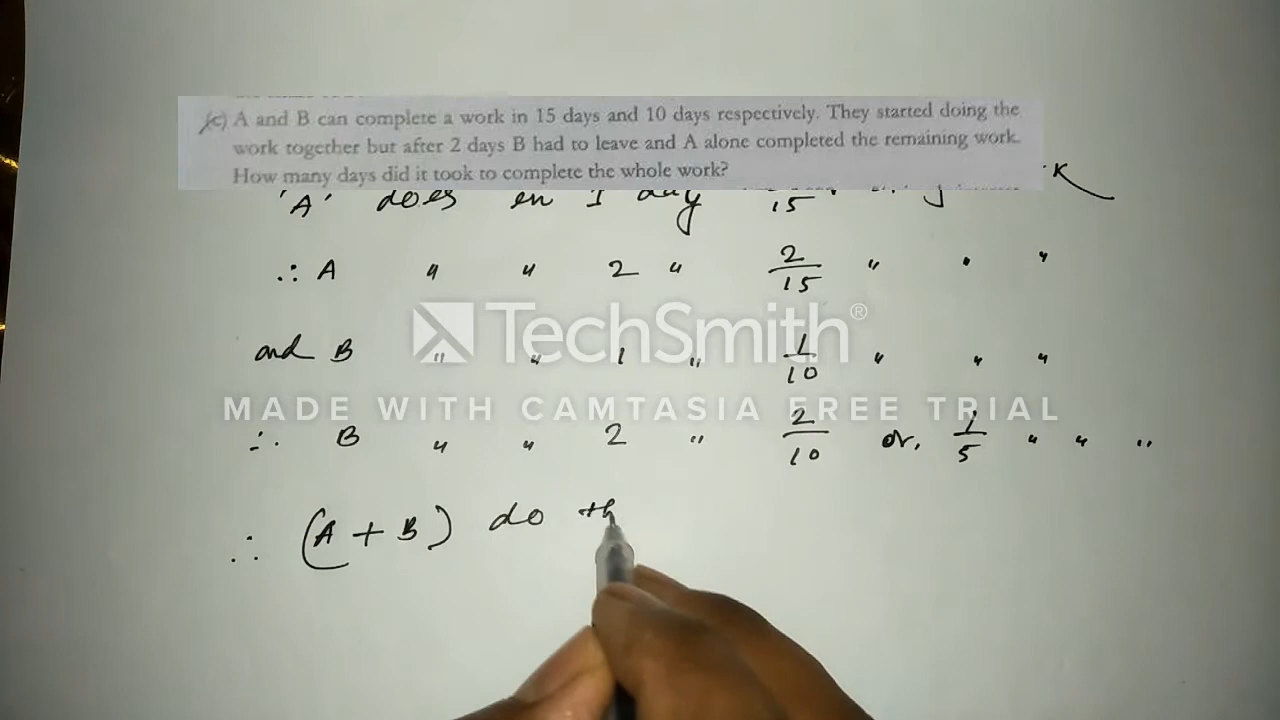 (c) A and B can complete a work in 15 days and 10 days respectively. They started doing the
work together but after 2 days B had to leave and A alone completed the remaining work.
How many days did it took to complete the whole work?
'A' does in 1 day 15
∴ A " " 2 " 2/15 " " "
TechSmith®
and B " " 1 " 1/10 " " "
MADE WITH CAMTASIA FREE TRIAL
∴ B " " 2 " 2/10 or, 1/5 " " "
∴ (A + B) do th